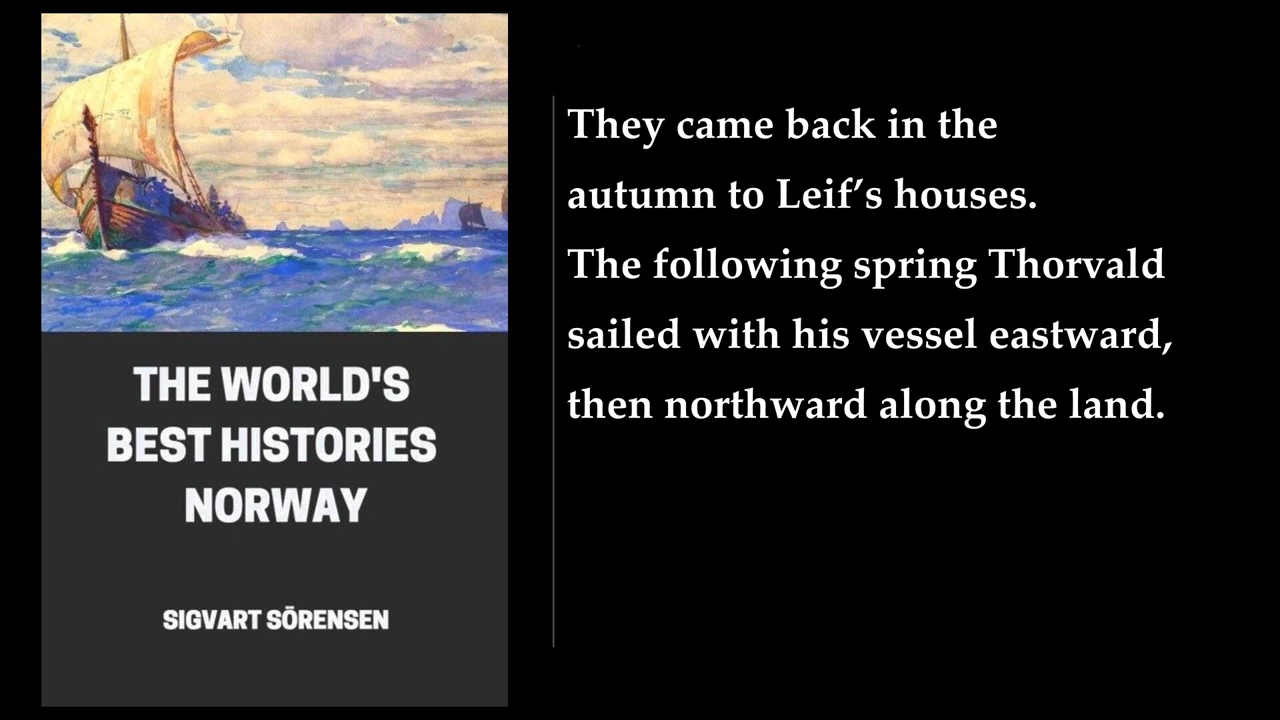 THE WORLD'S
BEST HISTORIES
NORWAY
SIGVART SÖRENSEN
They came back in the
autumn to Leif’s houses.
The following spring Thorvald
sailed with his vessel eastward,
then northward along the land.